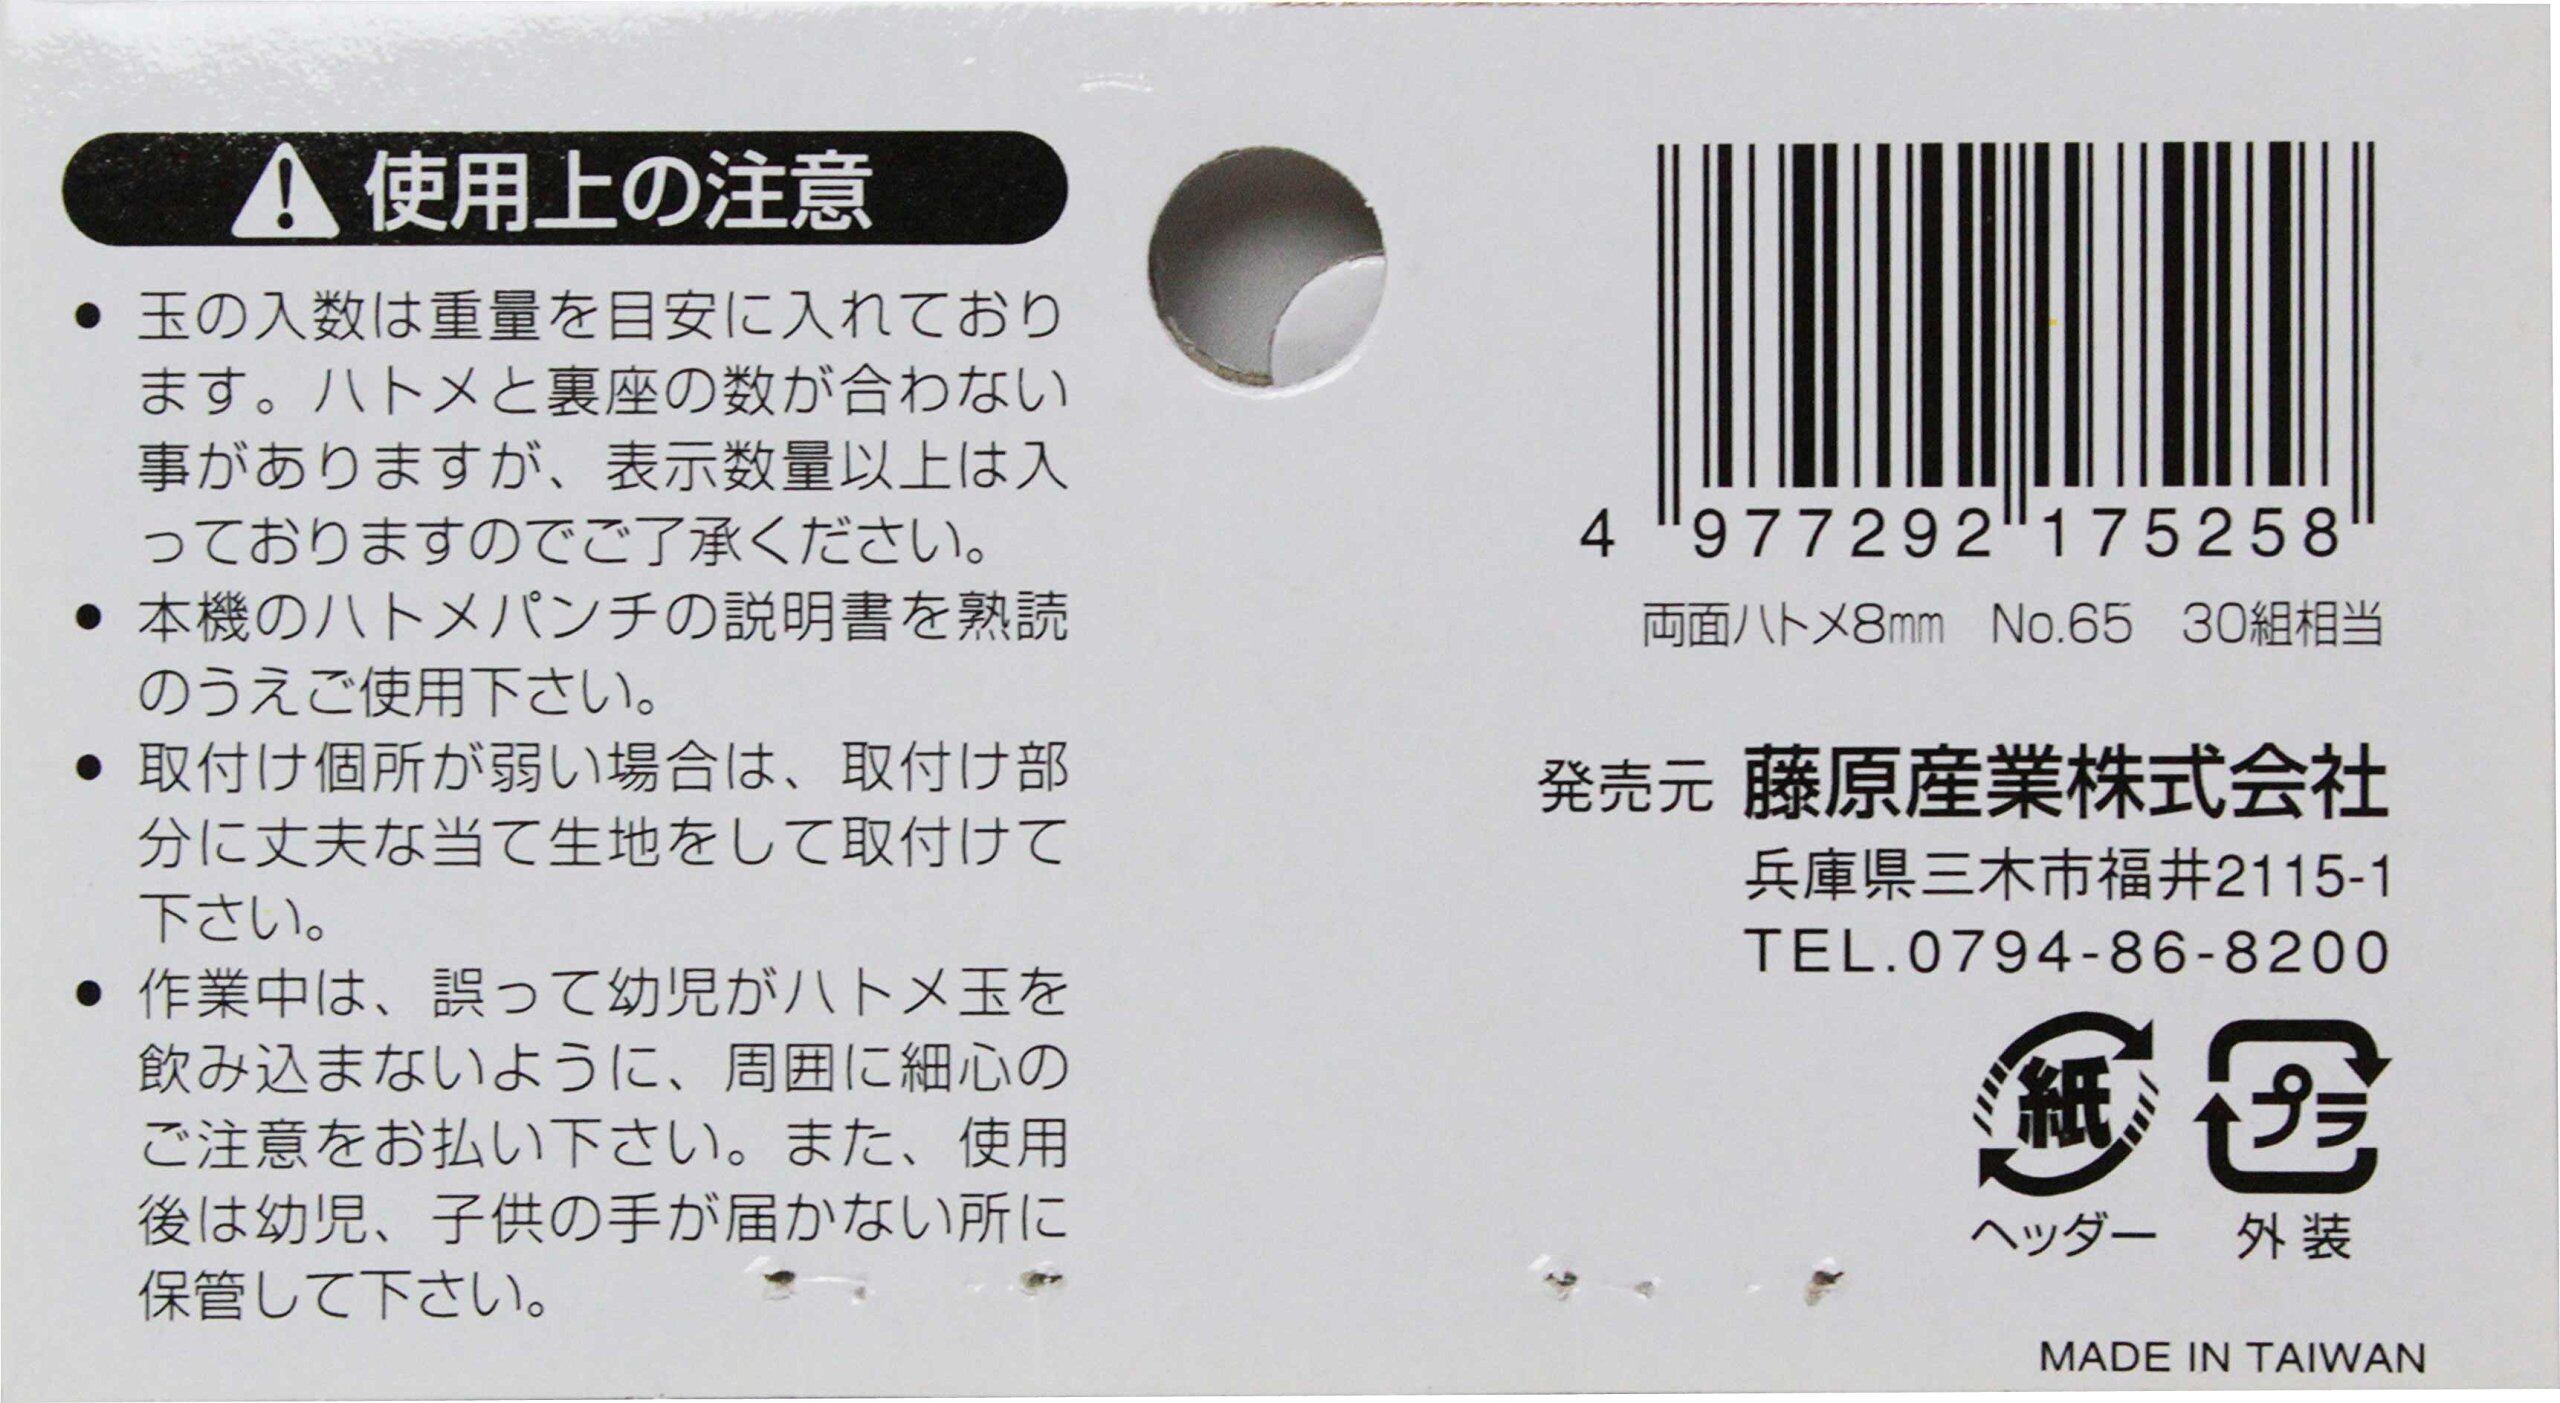 使用上の注意
● 玉の入数は重量を目安に入れており
ます。ハトメと裏座の数が合わない
事がありますが、表示数量以上は入
っておりますのでご了承ください。
● 本機のハトメパンチの説明書を熟読
のうえご使用下さい。
● 取付け個所が弱い場合は、取付け部
分に丈夫な当て生地をして取付けて
下さい。
● 作業中は、誤って幼児がハトメ玉を
飲み込まないように、周囲に細心の
ご注意をお払い下さい。また、使用
後は幼児、子供の手が届かない所に
保管して下さい。
4 977292 175258
両面ハトメ8mm No.65 30組相当
発売元 藤原産業株式会社
兵庫県三木市福井2115-1
TEL.0794-86-8200
紙 プラ
ヘッダー 外装
MADE IN TAIWAN